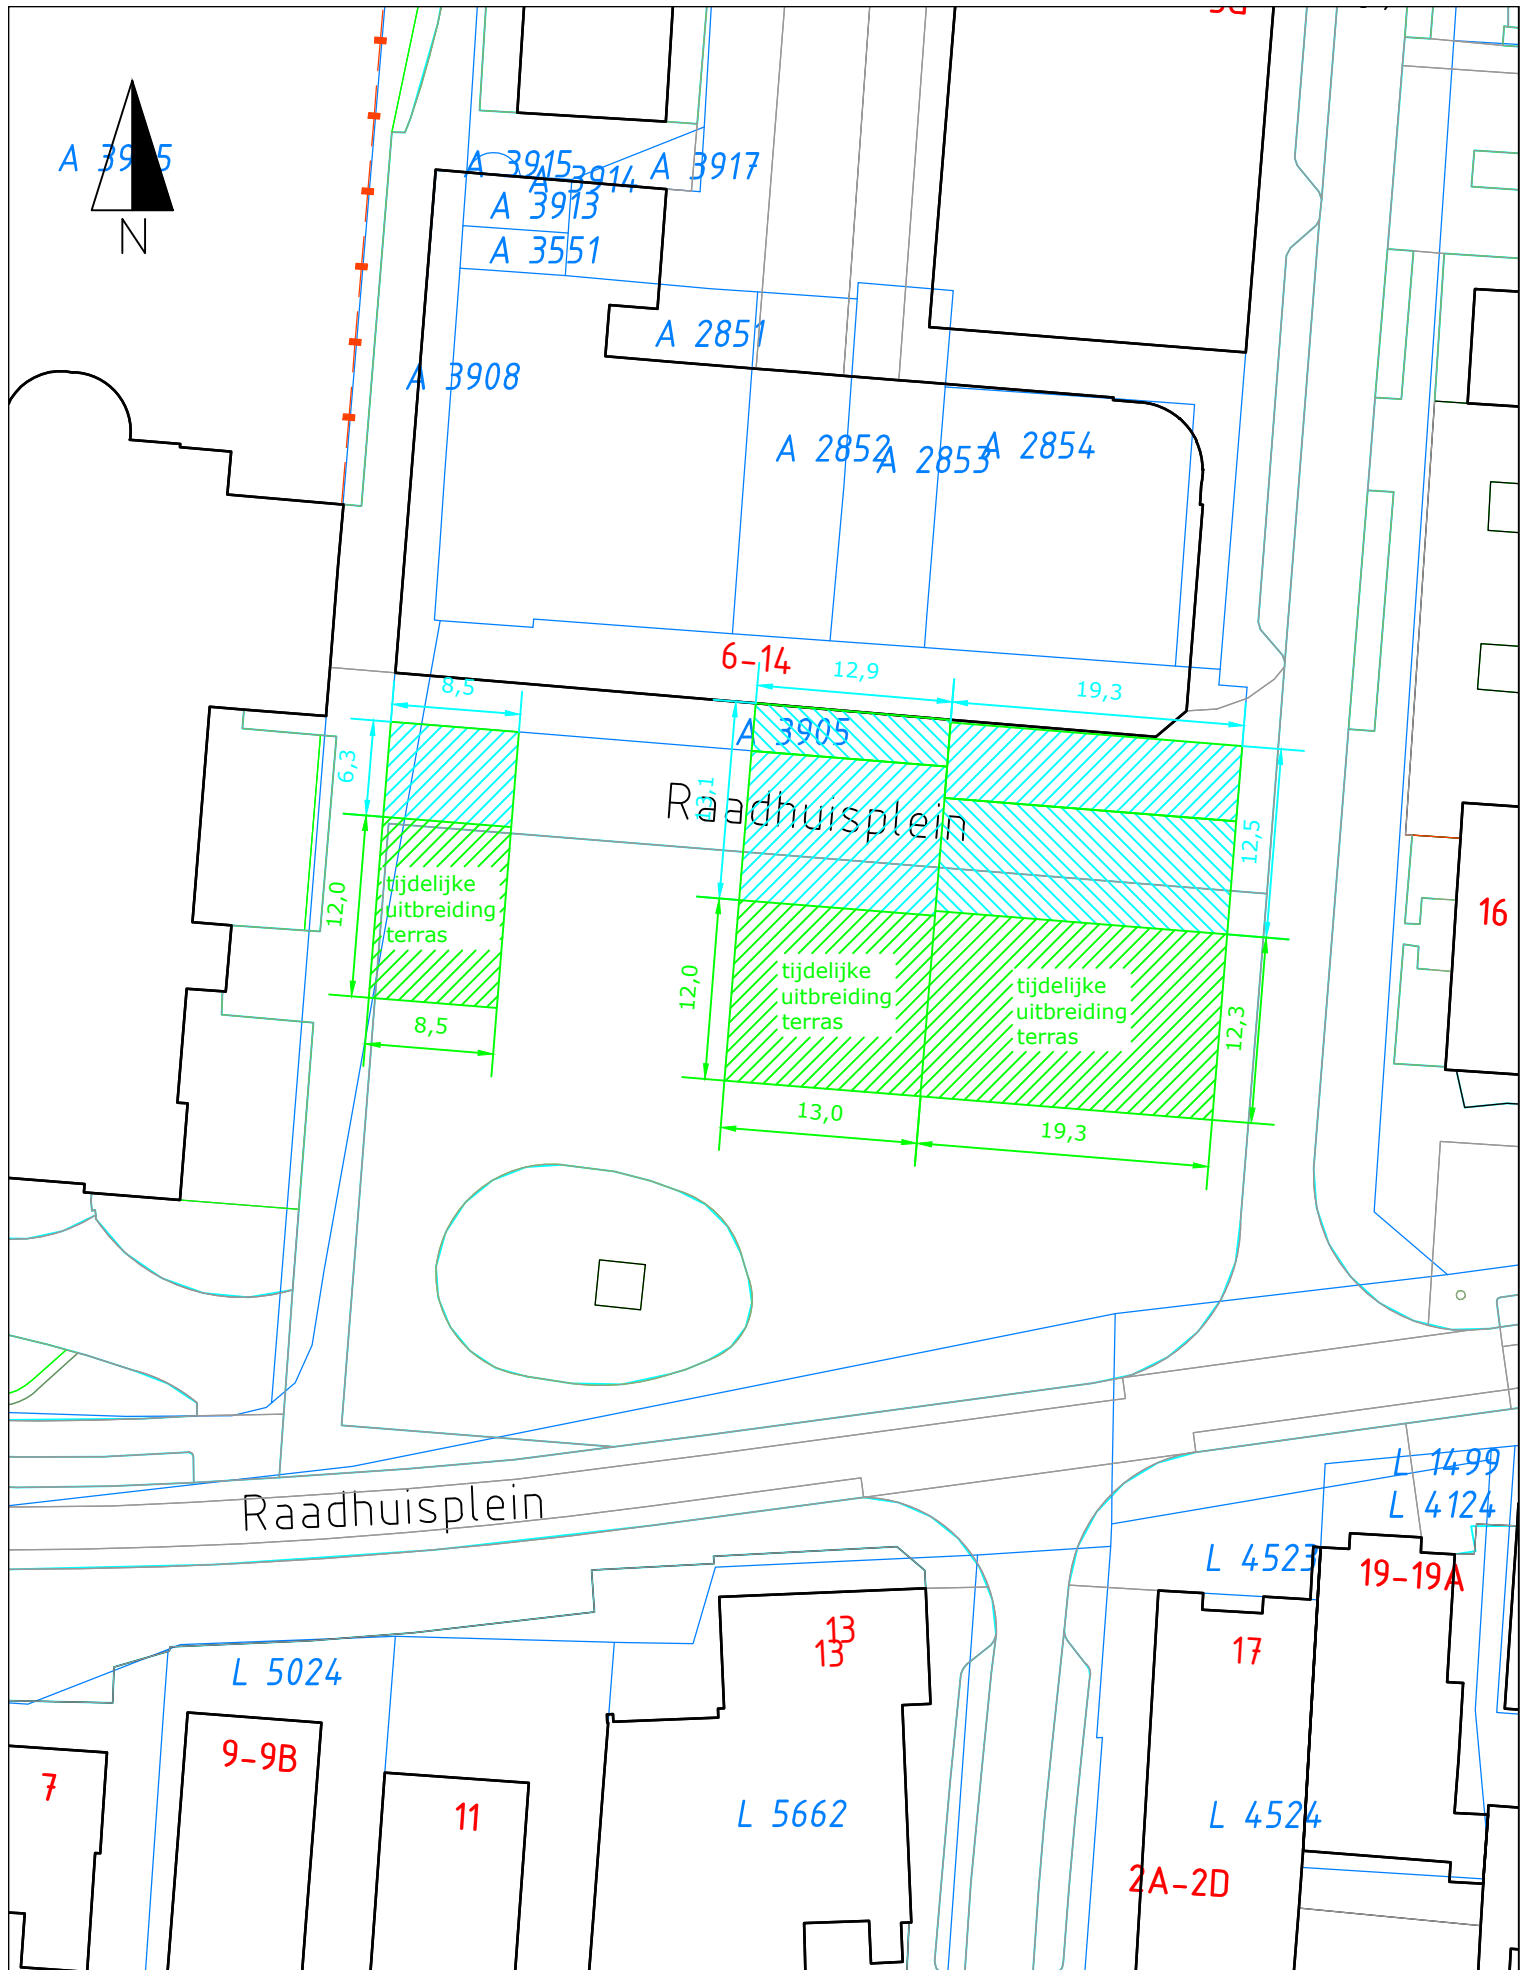 A 3915
A 3917
A 3914
A 3913
A 3551
N
A 2851
A 3908
A 2852
A 2853
A 2854
6-14
12,9
8,5
19,3
A 3905
6,3
13,1
Raadhuisplein
12,5
tijdelijke
uitbreiding
terras
12,0
16
tijdelijke
uitbreiding
terras
12,0
tijdelijke
uitbreiding
terras
12,3
8,5
13,0
19,3
L 1499
L 4124
Raadhuisplein
L 4523
19-19A
13
13
17
L 5024
9-9B
7
11
L 5662
L 4524
2A-2D